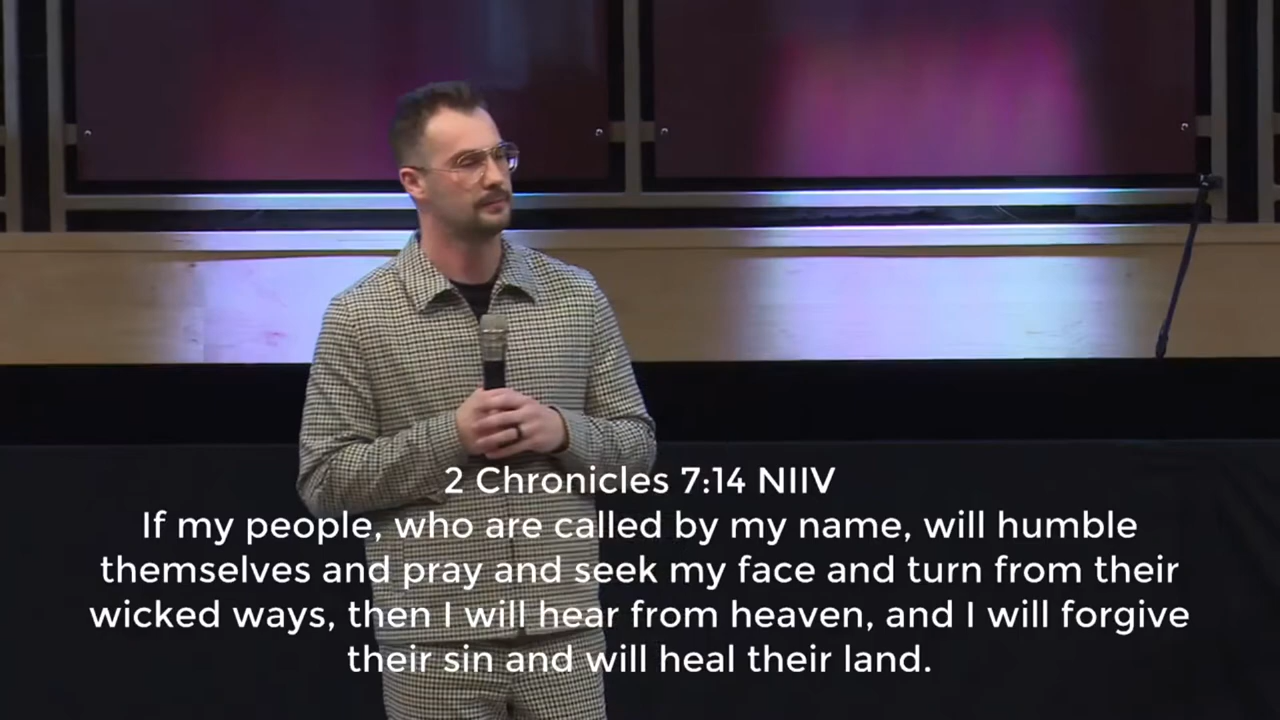 2 Chronicles 7:14 NIIV
If my people, who are called by my name, will humble
themselves and pray and seek my face and turn from their
wicked ways, then I will hear from heaven, and I will forgive
their sin and will heal their land.